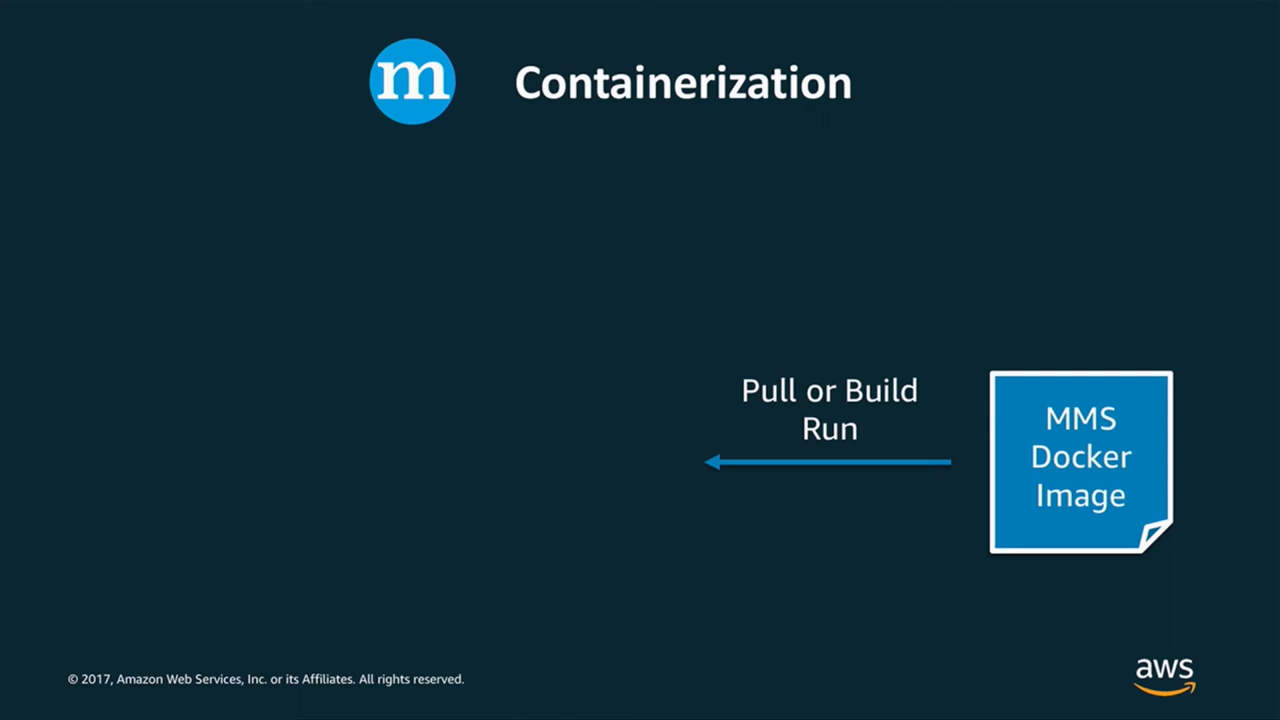 m
Containerization
Pull or Build
Run
MMS
Docker
Image
© 2017, Amazon Web Services, Inc. or its Affiliates. All rights reserved.
aws